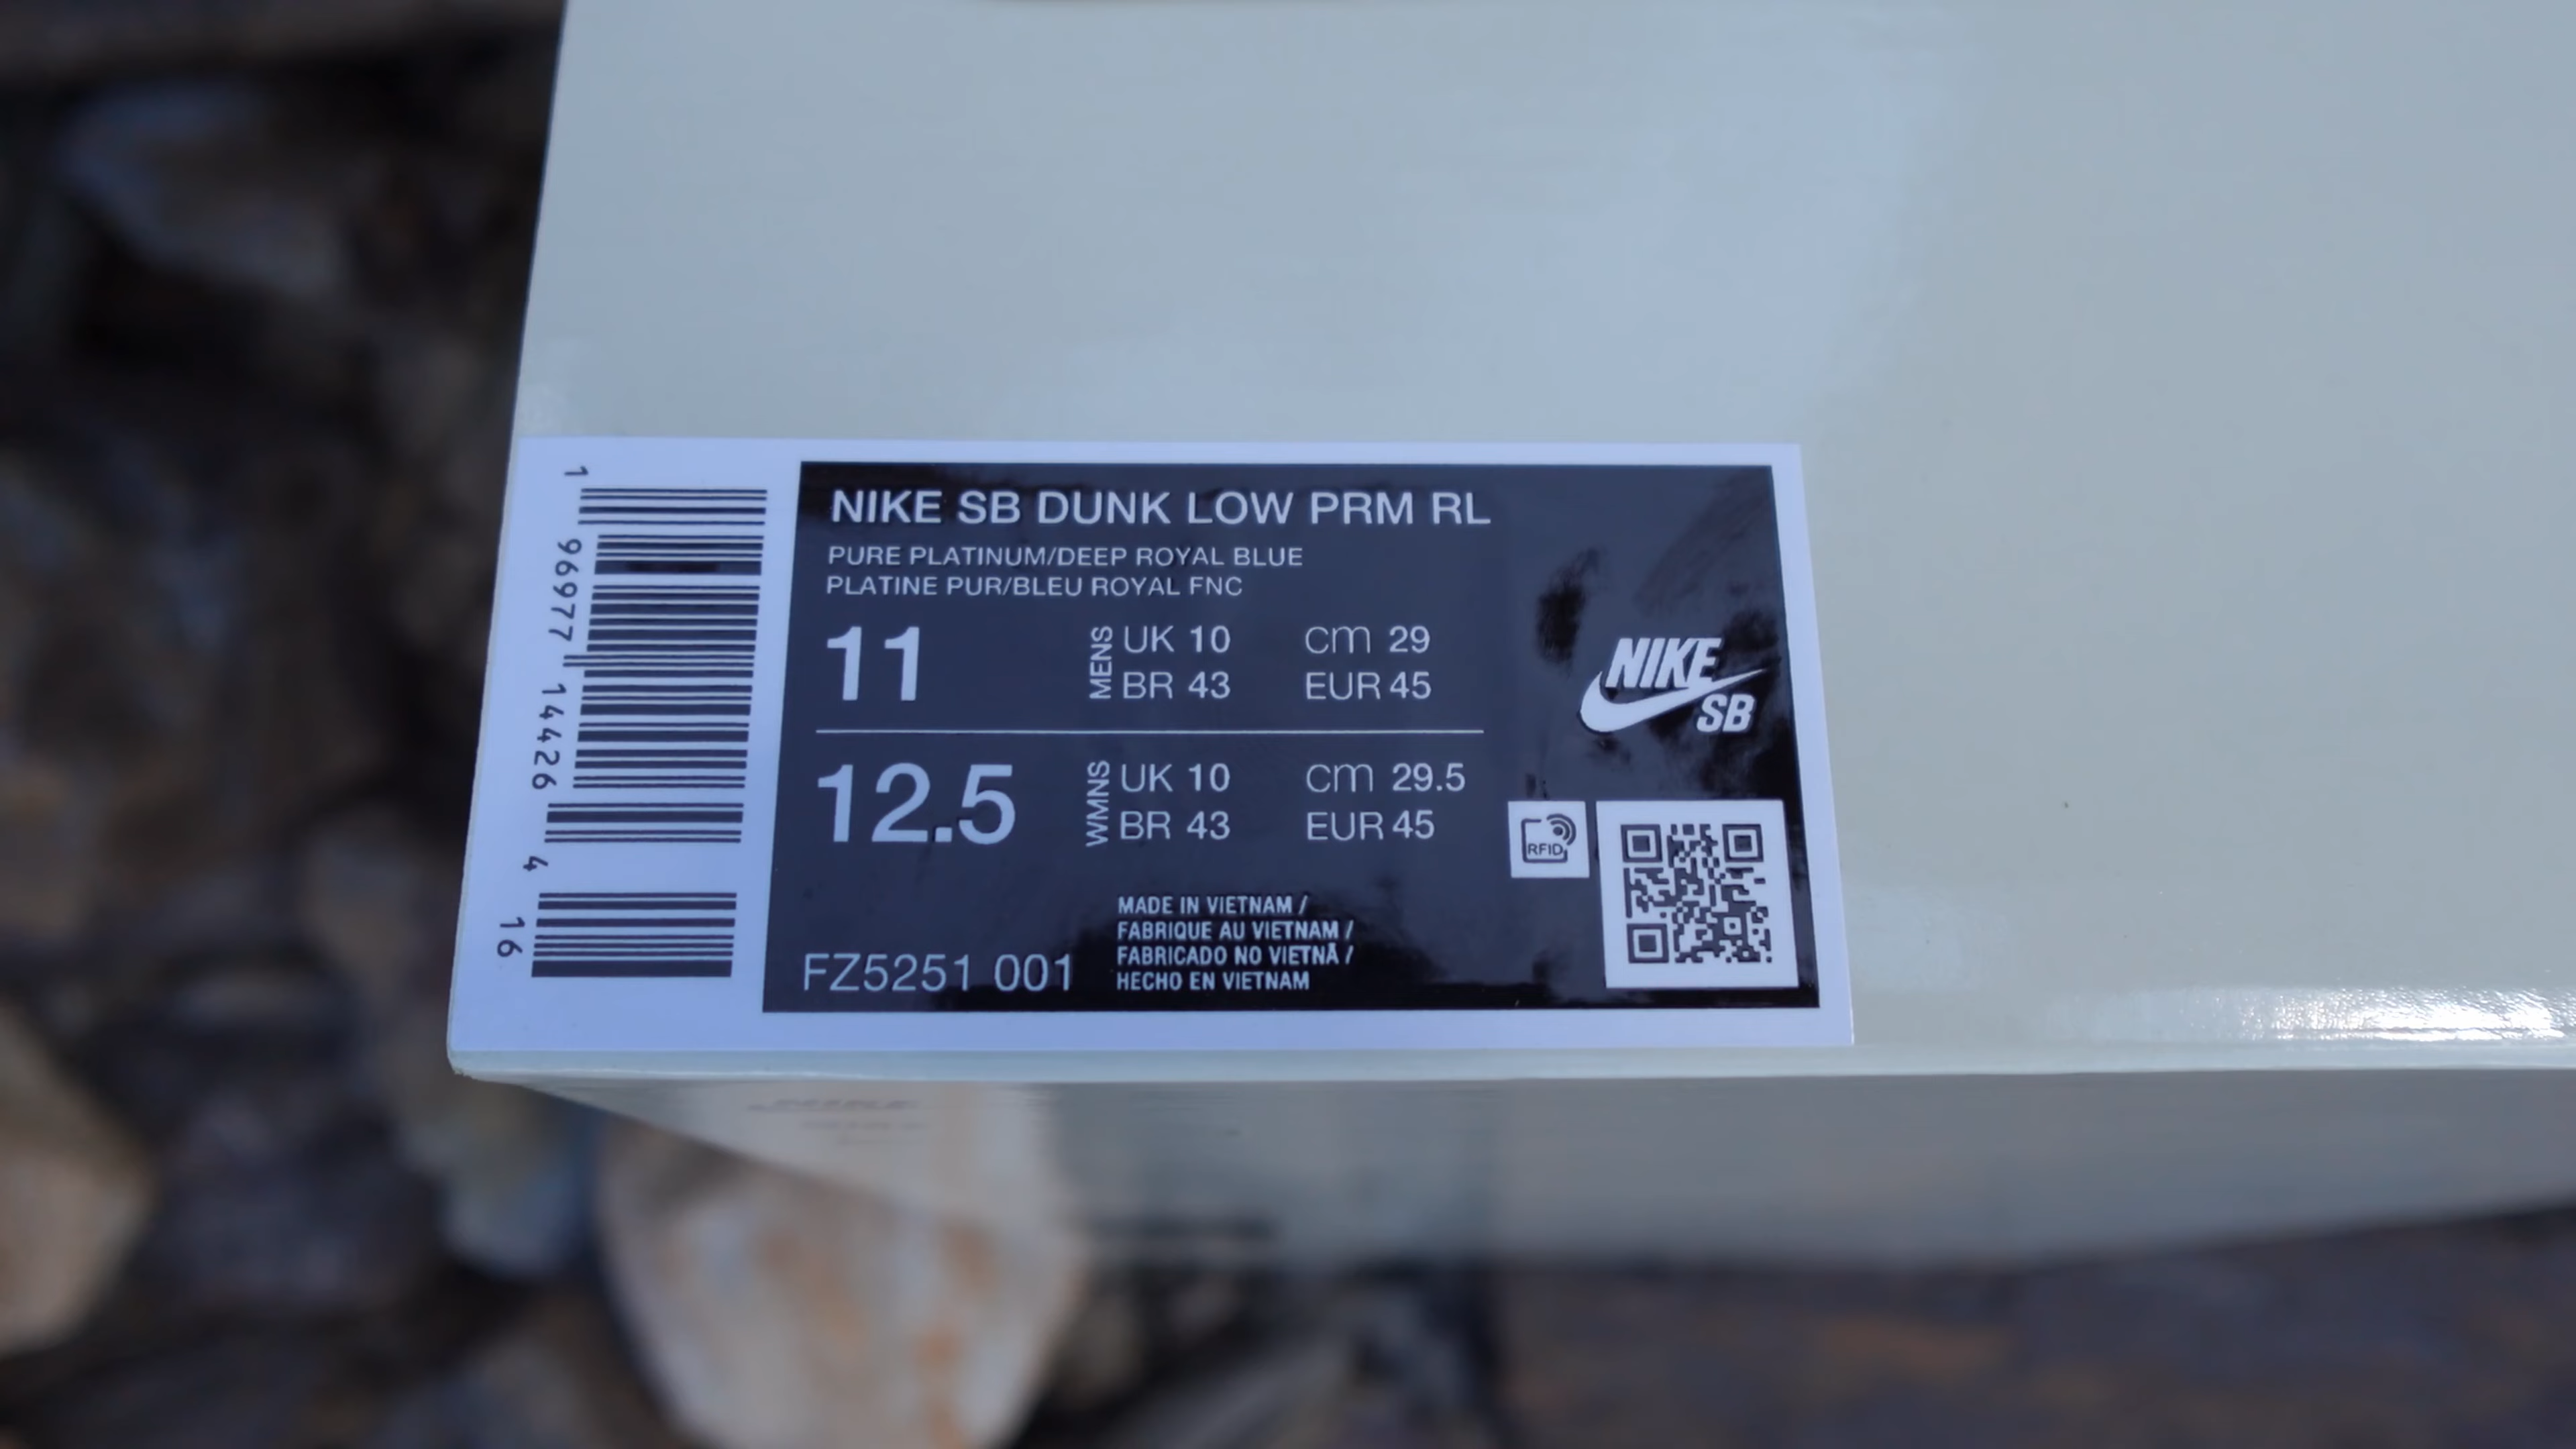 1 96977 14426 4 16
NIKE SB DUNK LOW PRM RL
PURE PLATINUM/DEEP ROYAL BLUE
PLATINE PUR/BLEU ROYAL FNC
11 MENS UK 10 cm 29
BR 43 EUR 45
12.5 WMNS UK 10 cm 29.5
BR 43 EUR 45
FZ5251 001
MADE IN VIETNAM /
FABRIQUE AU VIETNAM /
FABRICADO NO VIETNÃ /
HECHO EN VIETNAM
NIKE
SB
RFID